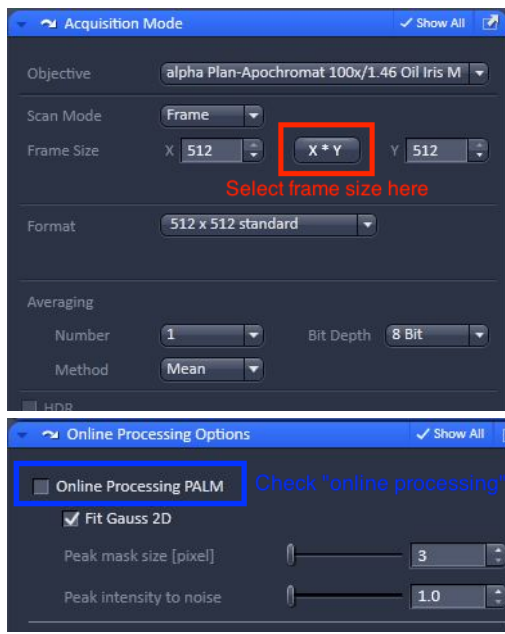 Acquisition Mode
Show All
Objective
alpha Plan-Apochromat 100x/1.46 Oil Iris M
Scan Mode
Frame
Frame Size
X 512
X * Y
Y 512
Select frame size here
Format
512 x 512 standard
Averaging
Number
1
Bit Depth
8 Bit
Method
Mean
HDR
Online Processing Options
Show All
Online Processing PALM
Check "online processing"
Fit Gauss 2D
Peak mask size [pixel]
3
Peak intensity to noise
1.0